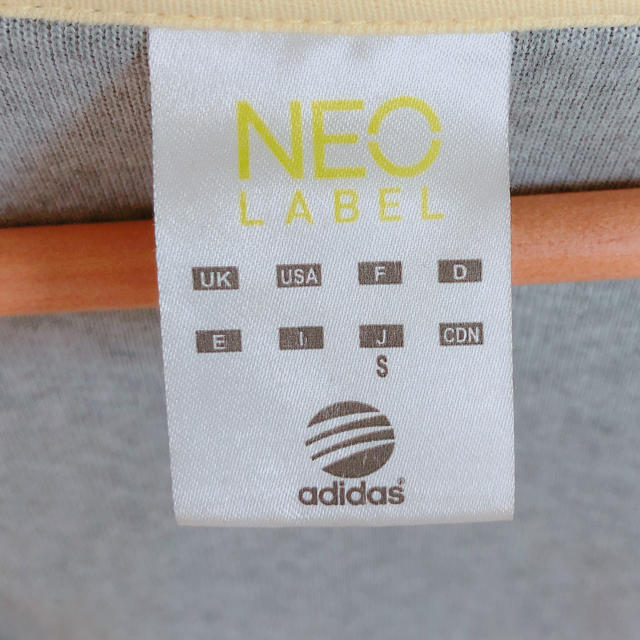 NEO
LABEL
UK USA F D
E I J CDN
S
adidas®